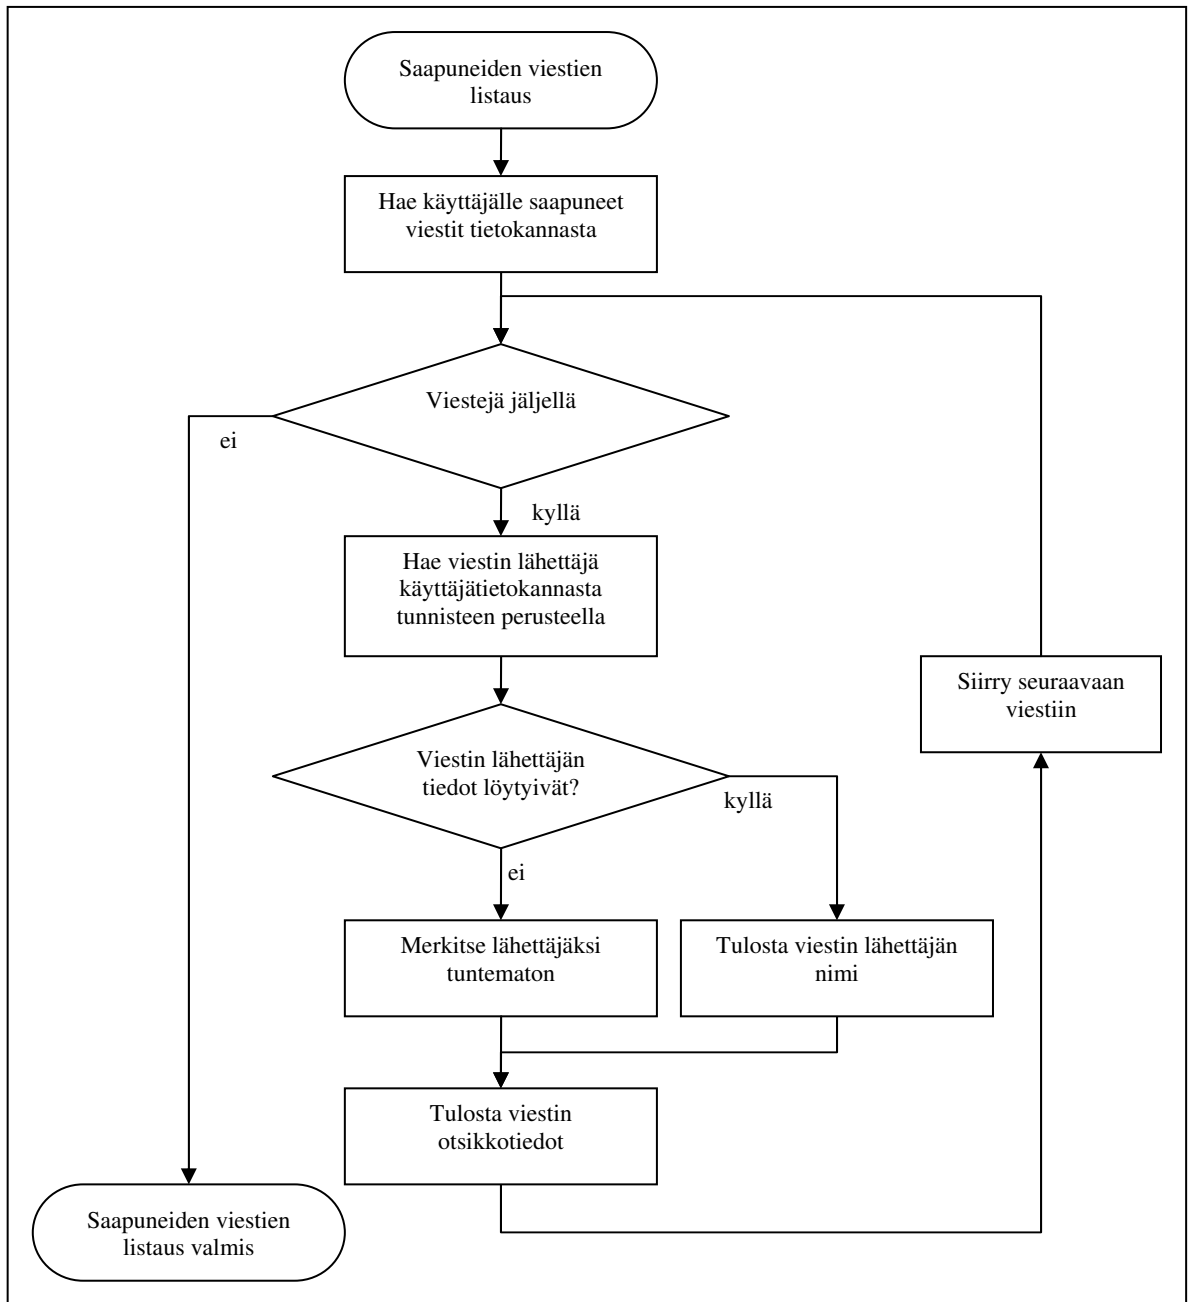 Saapuneiden viestien
listaus
Hae käyttäjälle saapuneet
viestit tietokannasta
Viestejä jäljellä
ei
kyllä
Hae viestin lähettäjä
käyttäjätietokannasta
tunnisteen perusteella
Siirry seuraavaan
viestiin
Viestin lähettäjän
tiedot löytyivät?
kyllä
ei
Merkitse lähettäjäksi
tuntematon
Tulosta viestin lähettäjän
nimi
Tulosta viestin
otsikkotiedot
Saapuneiden viestien
listaus valmis